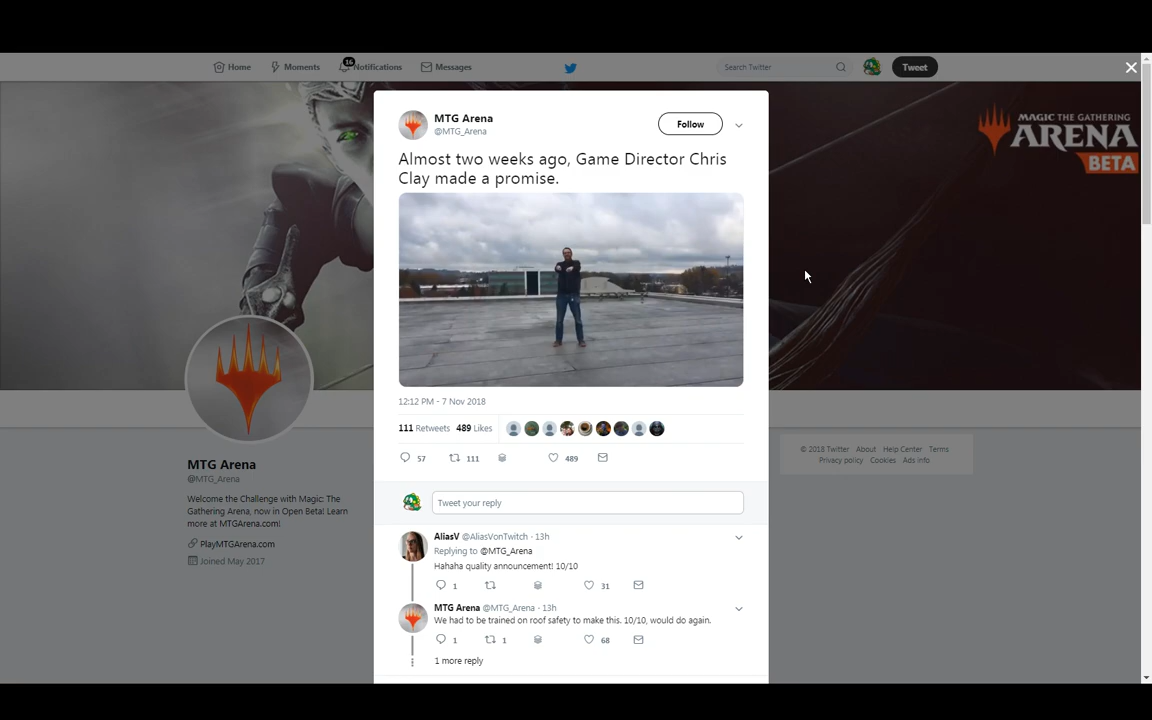 Home
Moments
16
Notifications
Messages
Search Twitter
Tweet
MAGIC THE GATHERING
ARENA
BETA
MTG Arena
@MTG_Arena
Follow
Almost two weeks ago, Game Director Chris
Clay made a promise.
12:12 PM - 7 Nov 2018
111 Retweets 489 Likes
57 111 489
Tweet your reply
AliasV @AliasVonTwitch · 13h
Replying to @MTG_Arena
Hahaha quality announcement! 10/10
1 31
MTG Arena @MTG_Arena · 13h
We had to be trained on roof safety to make this. 10/10, would do again.
1 1 68
1 more reply
MTG Arena
@MTG_Arena
Welcome the Challenge with Magic: The
Gathering Arena, now in Open Beta! Learn
more at MTGArena.com!
PlayMTGArena.com
Joined May 2017
© 2018 Twitter About Help Center Terms
Privacy policy Cookies Ads info